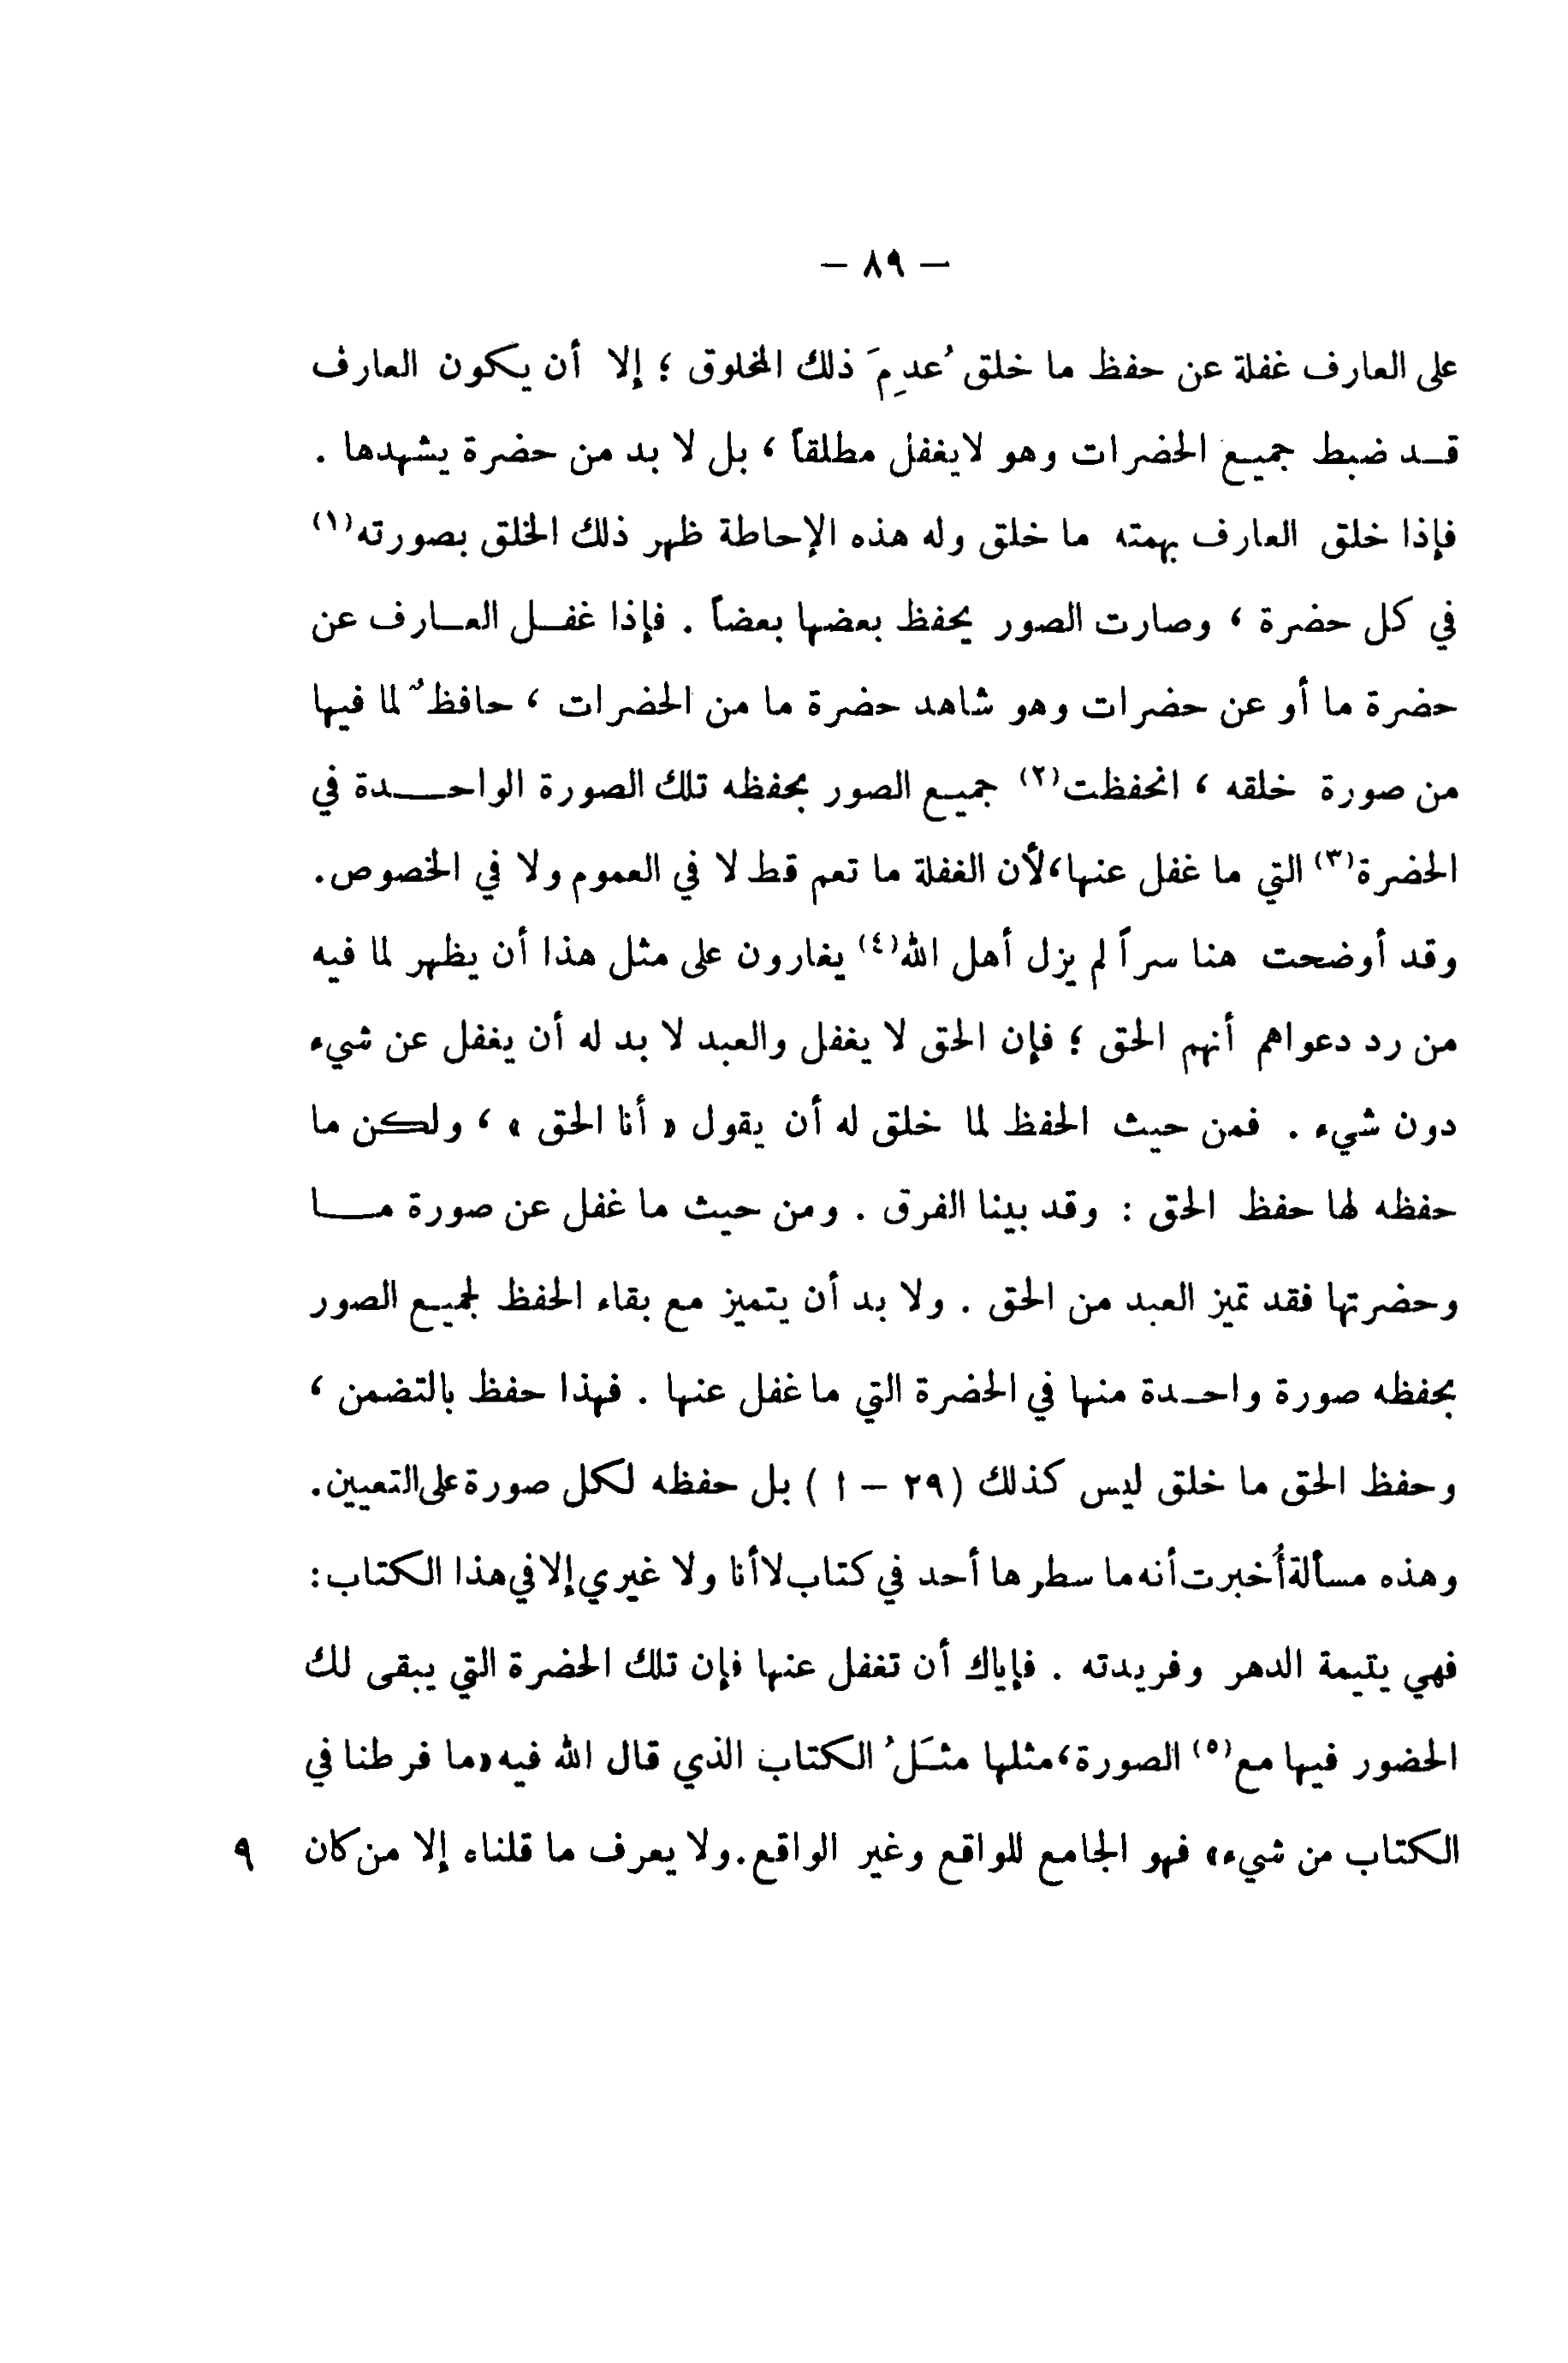 — ٨٩ —
على العارف غفلة عن حفظ ما خلق عُدِمَ ذلك المخلوق ؛ إلا أن يكون العارف
قد ضبط جميع الحضرات وهو لا يغفل مطلقاً ، بل لا بد من حضرة يشهدها .
فإذا خلق العارف بهمته ما خلق وله هذه الإحاطة ظهر ذلك الخلق بصورته(١)
في كل حضرة ، وصارت الصور يحفظ بعضها بعضاً . فإذا غفل العارف عن
حضرة ما أو عن حضرات وهو شاهد حضرة ما من الحضرات ، حافظٌ لما فيها
من صورة خلقه ، انحفظت(٢) جميع الصور بحفظه تلك الصورة الواحدة في
الحضرة(٣) التي ما غفل عنها ، لأن الغفلة ما تعم قط لا في العموم ولا في الخصوص.
وقد أوضحت هنا سراً لم يزل أهل الله(٤) يغارون على مثل هذا أن يظهر لما فيه
من رد دعواهم أنهم الحق ؛ فإن الحق لا يغفل والعبد لا بد له أن يغفل عن شيء
دون شيء . فمن حيث الحفظ لما خلق له أن يقول « أنا الحق » ، ولكن ما
حفظه لها حفظ الحق : وقد بينا الفرق . ومن حيث ما غفل عن صورة ما
وحضرتها فقد تميز العبد من الحق . ولا بد أن يتميز مع بقاء الحفظ لجميع الصور
بحفظه صورة واحدة منها في الحضرة التي ما غفل عنها . فهذا حفظ بالتضمن ،
وحفظ الحق ما خلق ليس كذلك (٢٩ – ا ) بل حفظه لكل صورة على التعيين.
وهذه مسألة أُخبرت أنه ما سطرها أحد في كتاب لا أنا ولا غيري إلا في هذا الكتاب:
فهي يتيمة الدهر وفريدته . فإياك أن تغفل عنها فإن تلك الحضرة التي يبقى لك
الحضور فيها مع(٥) الصورة ، مثلها مثَلُ الكتاب الذي قال الله فيه «ما فرطنا في
الكتاب من شيء» فهو الجامع للواقع وغير الواقع. ولا يعرف ما قلناه إلا من كان ٩